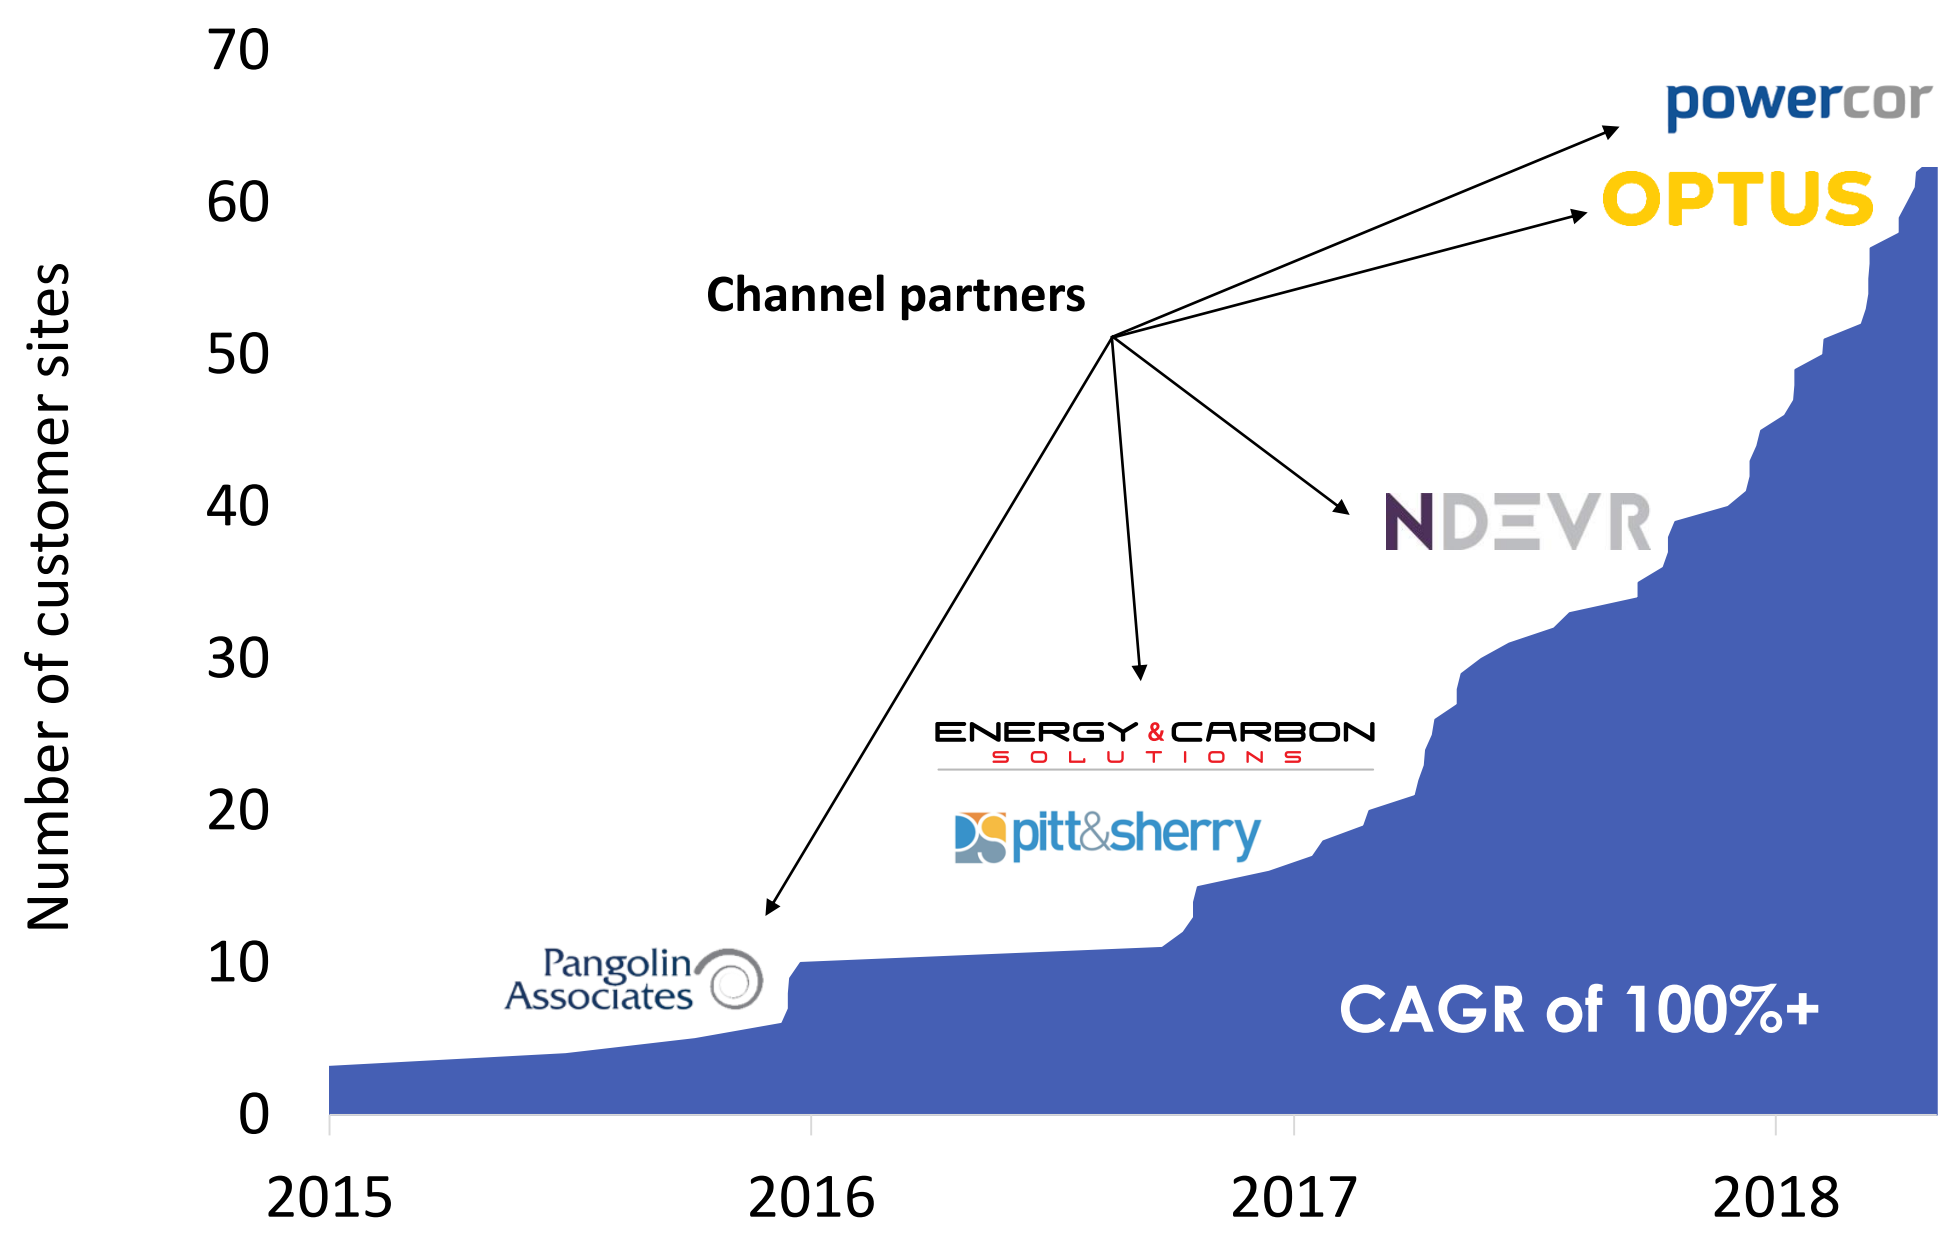 70
60
50
40
30
20
10
0
Number of customer sites
2015
2016
2017
2018
Channel partners
powercor
OPTUS
NDEVR
ENERGY & CARBON
SOLUTIONS
pitt&sherry
Pangolin
Associates
CAGR of 100%+